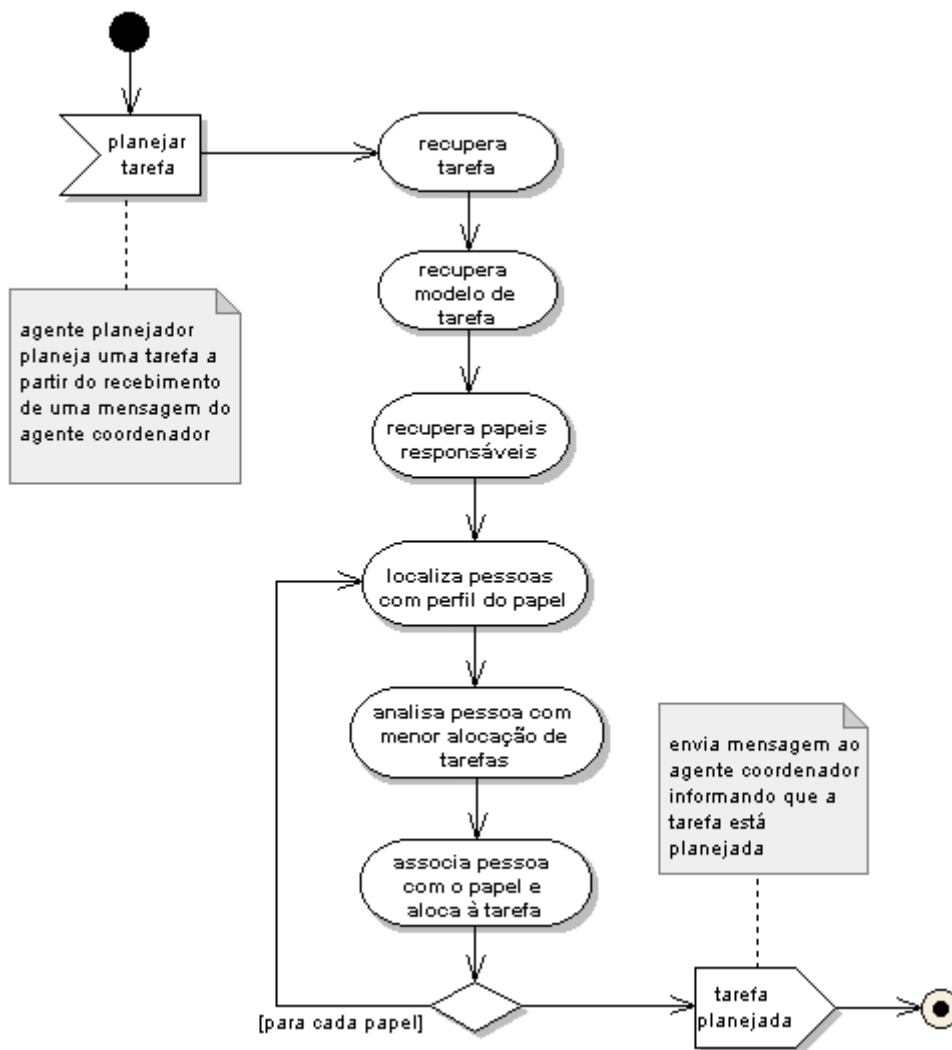 planejar
tarefa
recupera
tarefa
recupera
modelo de
tarefa
agente planejador
planeja uma tarefa a
partir do recebimento
de uma mensagem do
agente coordenador
recupera papeis
responsáveis
localiza pessoas
com perfil do papel
analisa pessoa com
menor alocação de
tarefas
envia mensagem ao
agente coordenador
informando que a
tarefa está
planejada
associa pessoa
com o papel e
aloca à tarefa
[para cada papel]
tarefa
planejada